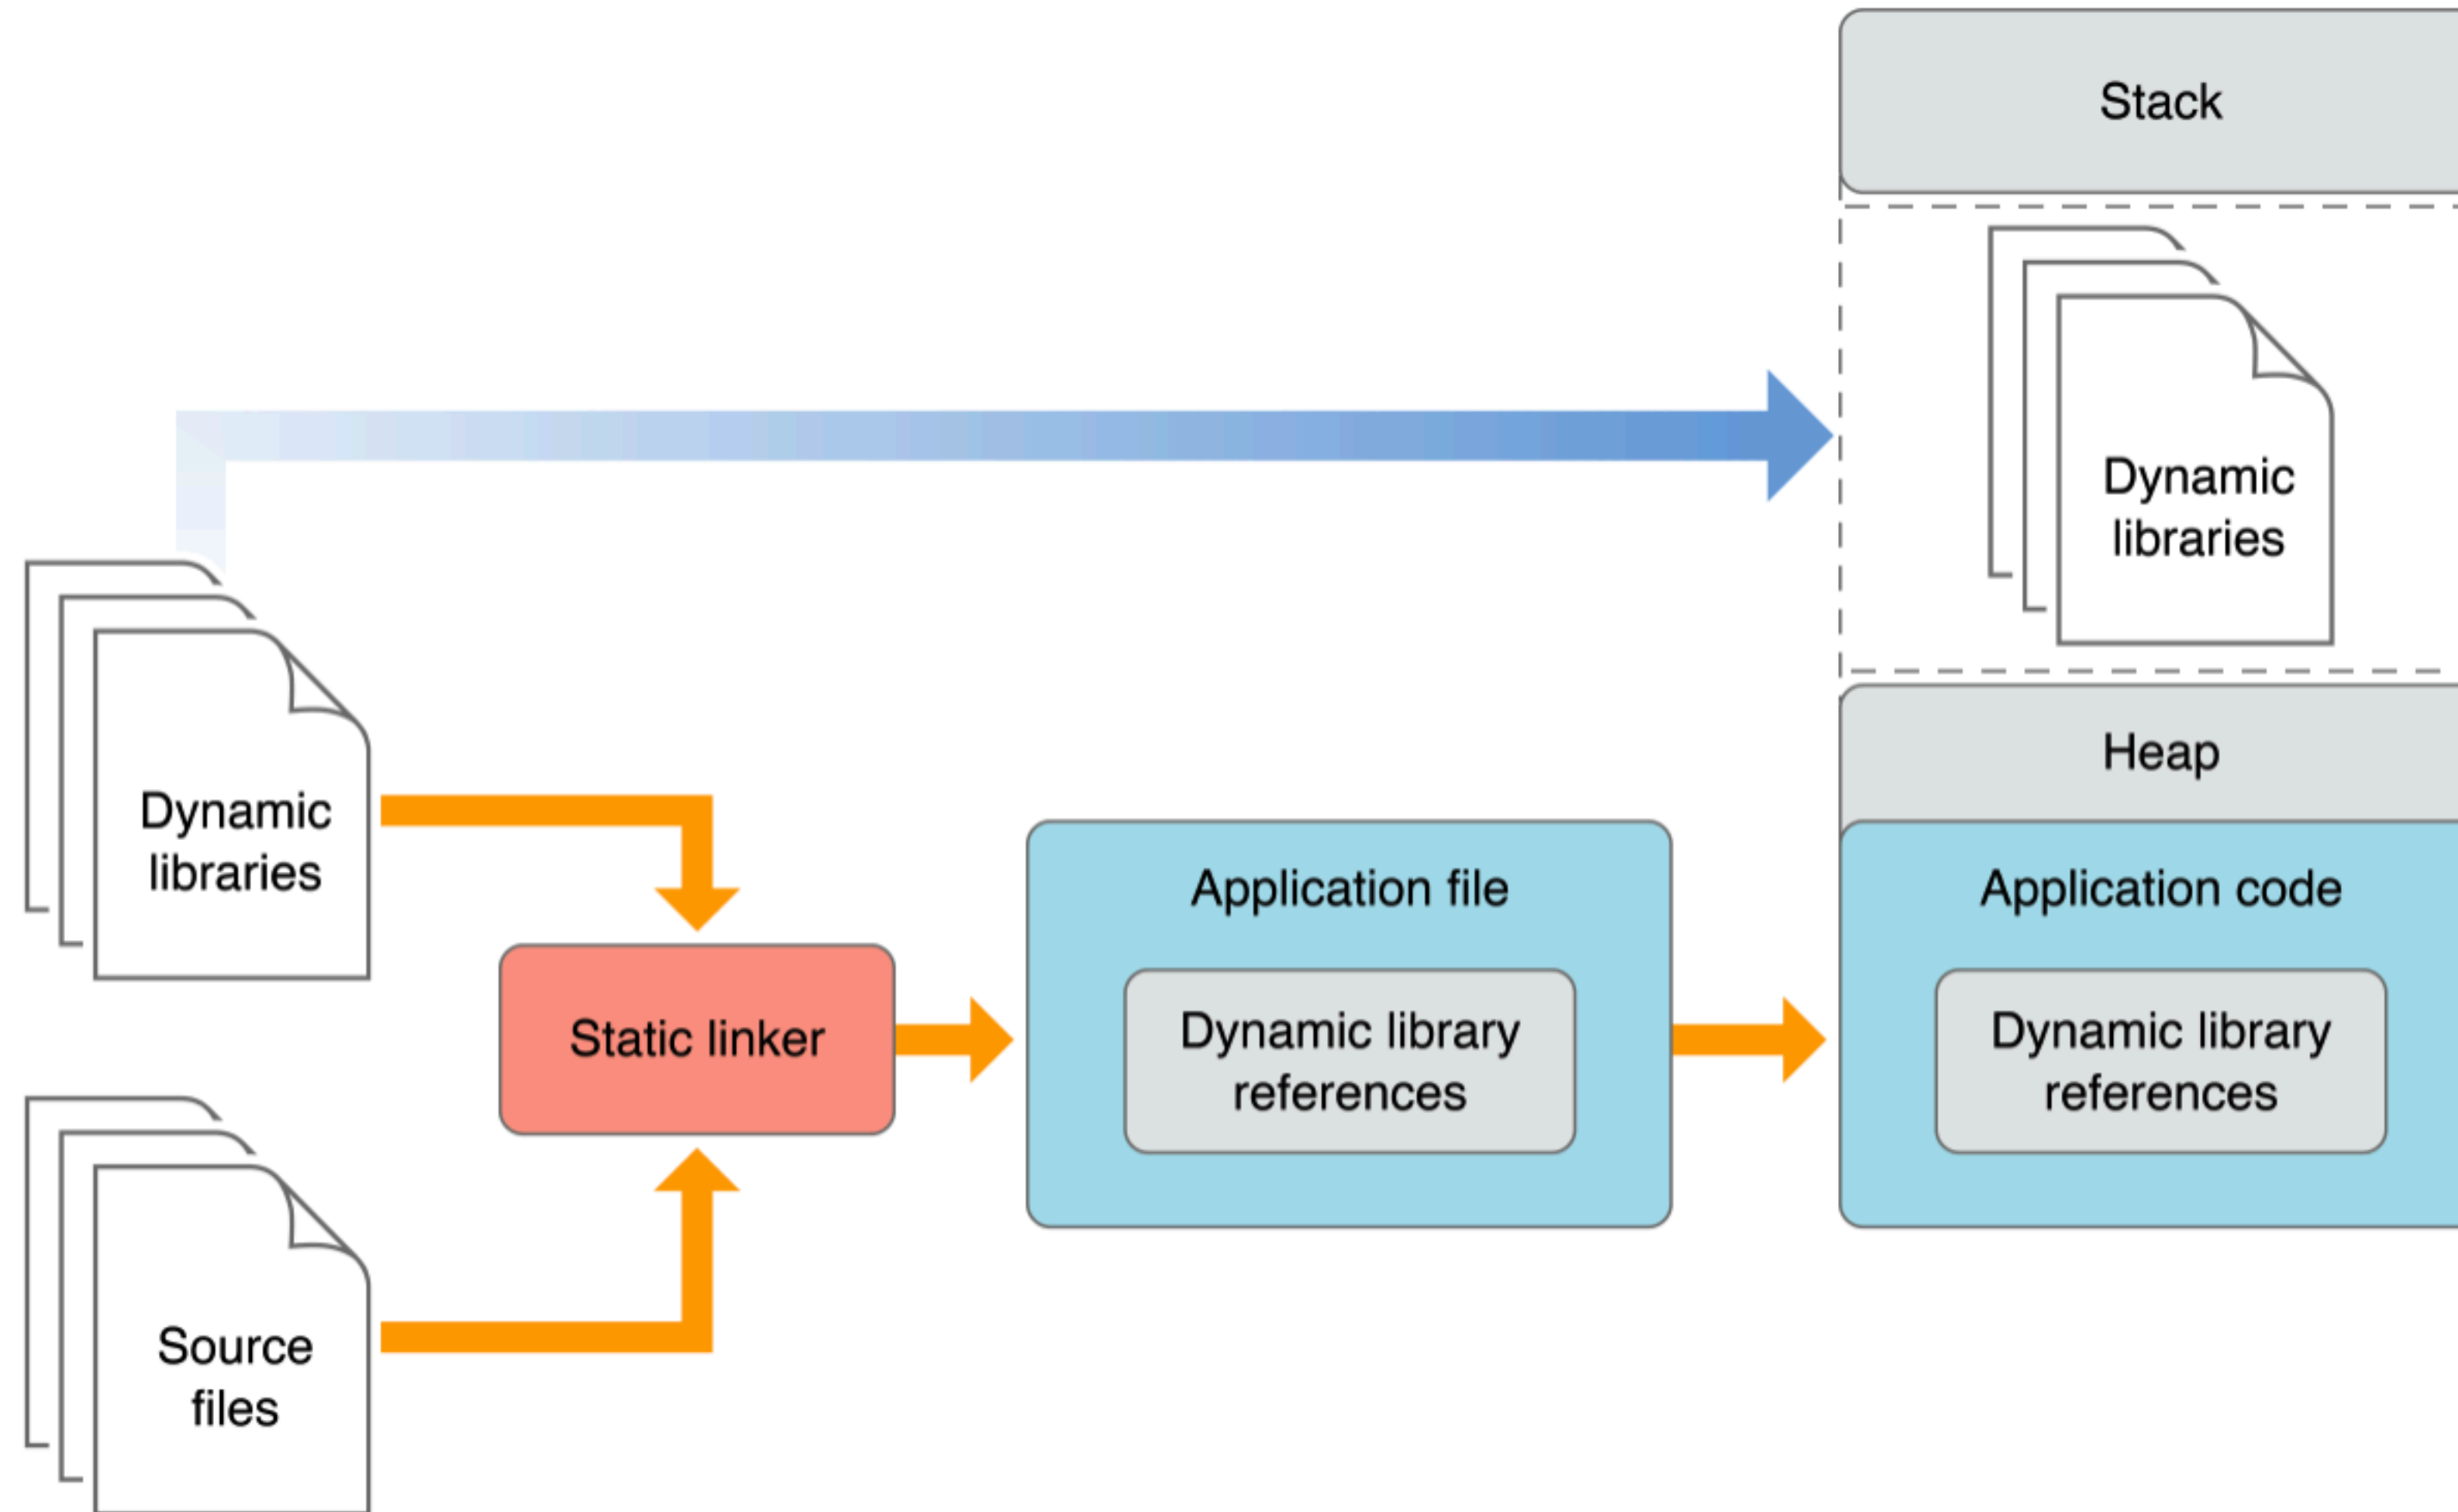 Stack
Dynamic
libraries
Dynamic
libraries
Heap
Application file
Application code
Static linker
Dynamic library
references
Dynamic library
references
Source
files